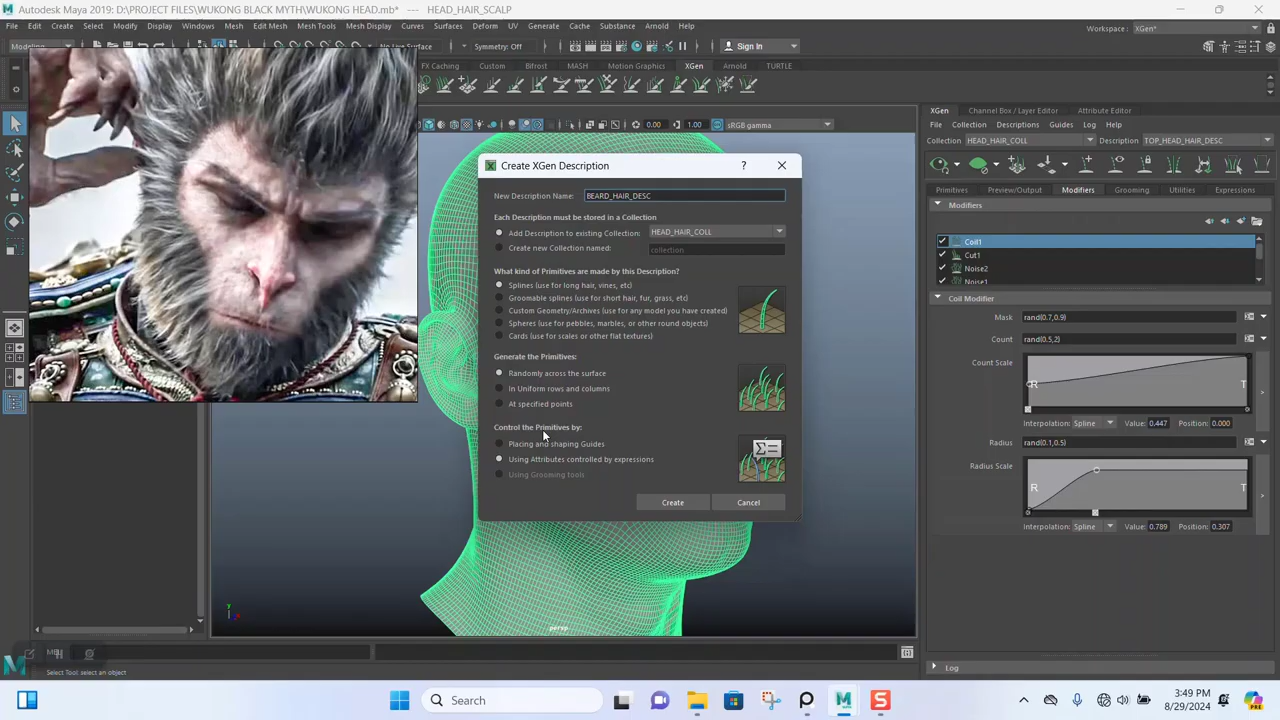 Autodesk Maya 2019: D:\PROJECT FILES\WUKONG BLACK MYTH\WUKONG HEAD.mb*  ---  HEAD_HAIR_SCALP
File Edit Create Select Modify Display Windows Mesh Edit Mesh Mesh Tools Mesh Display Curves Surfaces Deform UV Generate Cache Substance Arnold Help
Workspace: XGen*
Modeling
No Live Surface
Symmetry: Off
Sign In
FX Caching Custom Bifrost MASH Motion Graphics XGen Arnold TURTLE
0.00
1.00
sRGB gamma
Create XGen Description
?
New Description Name:
BEARD_HAIR_DESC
Each Description must be stored in a Collection
Add Description to existing Collection:
HEAD_HAIR_COLL
Create new Collection named:
collection
What kind of Primitives are made by this Description?
Splines (use for long hair, vines, etc)
Groomable splines (use for short hair, fur, grass, etc)
Custom Geometry/Archives (use for any model you have created)
Spheres (use for pebbles, marbles, or other round objects)
Cards (use for scales or other flat textures)
Generate the Primitives:
Randomly across the surface
In Uniform rows and columns
At specified points
Control the Primitives by:
Placing and shaping Guides
Using Attributes controlled by expressions
Using Grooming tools
Create
Cancel
persp
y
XGen Channel Box / Layer Editor Attribute Editor
File Collection Descriptions Guides Log Help
Collection HEAD_HAIR_COLL Description TOP_HEAD_HAIR_DESC
Primitives Preview/Output Modifiers Grooming Utilities Expressions
Modifiers
Coil1
Cut1
Noise2
Noise1
Coil Modifier
Mask rand(0.7,0.9)
Count rand(0.5,2)
Count Scale
R T
Interpolation: Spline Value: 0.447 Position: 0.000
Radius rand(0.1,0.5)
Radius Scale
R T
Interpolation: Spline Value: 0.789 Position: 0.307
Log
Select Tool: select an object
Search
3:49 PM
8/29/2024